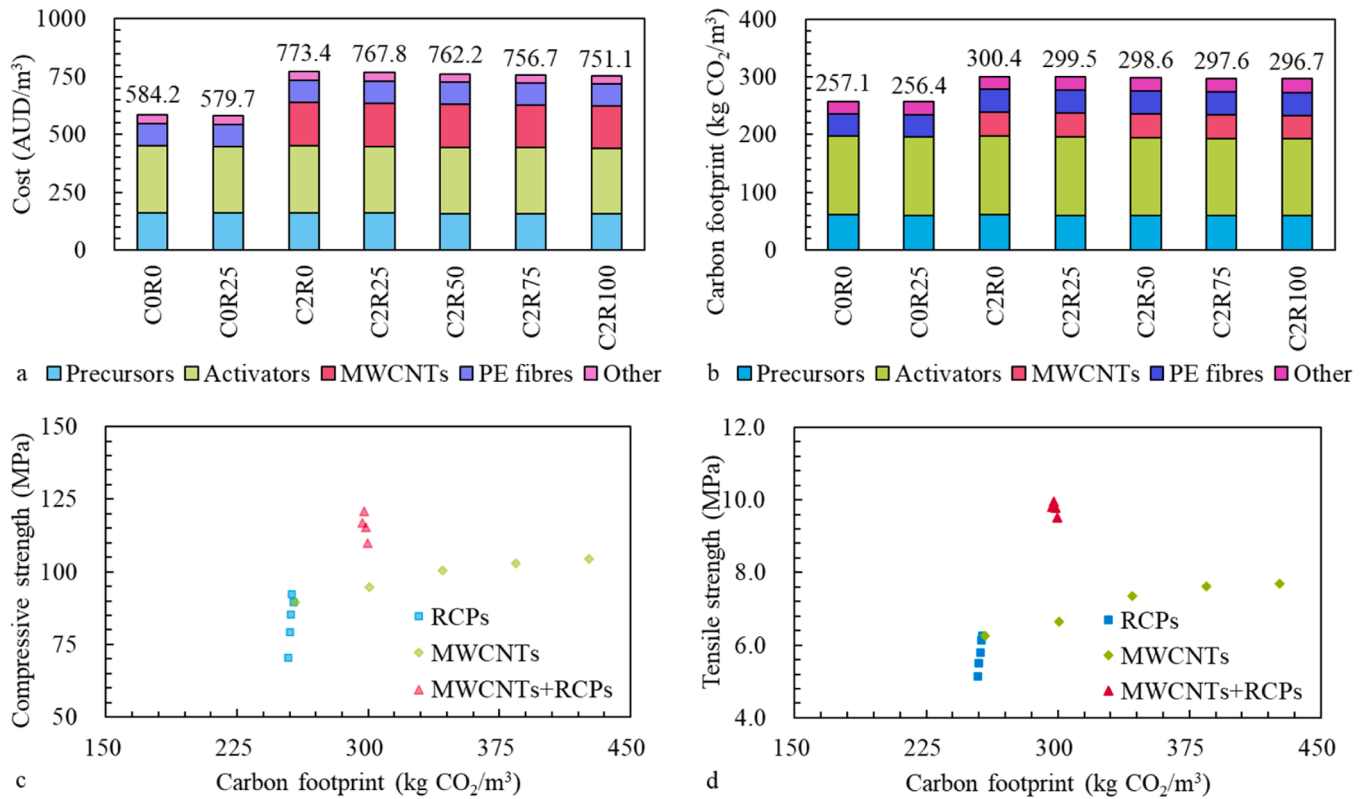 Cost (AUD/m³)
1000
750
500
250
0
584.2
579.7
773.4
767.8
762.2
756.7
751.1
C0R0
C0R25
C2R0
C2R25
C2R50
C2R75
C2R100
a
Precursors
Activators
MWCNTs
PE fibres
Other
Carbon footprint (kg CO₂/m³)
400
300
200
100
0
257.1
256.4
300.4
299.5
298.6
297.6
296.7
C0R0
C0R25
C2R0
C2R25
C2R50
C2R75
C2R100
b
Precursors
Activators
MWCNTs
PE fibres
Other
Compressive strength (MPa)
150
125
100
75
50
RCPs
MWCNTs
MWCNTs+RCPs
150
225
300
375
450
c
Carbon footprint (kg CO₂/m³)
Tensile strength (MPa)
12.0
10.0
8.0
6.0
4.0
RCPs
MWCNTs
MWCNTs+RCPs
150
225
300
375
450
d
Carbon footprint (kg CO₂/m³)